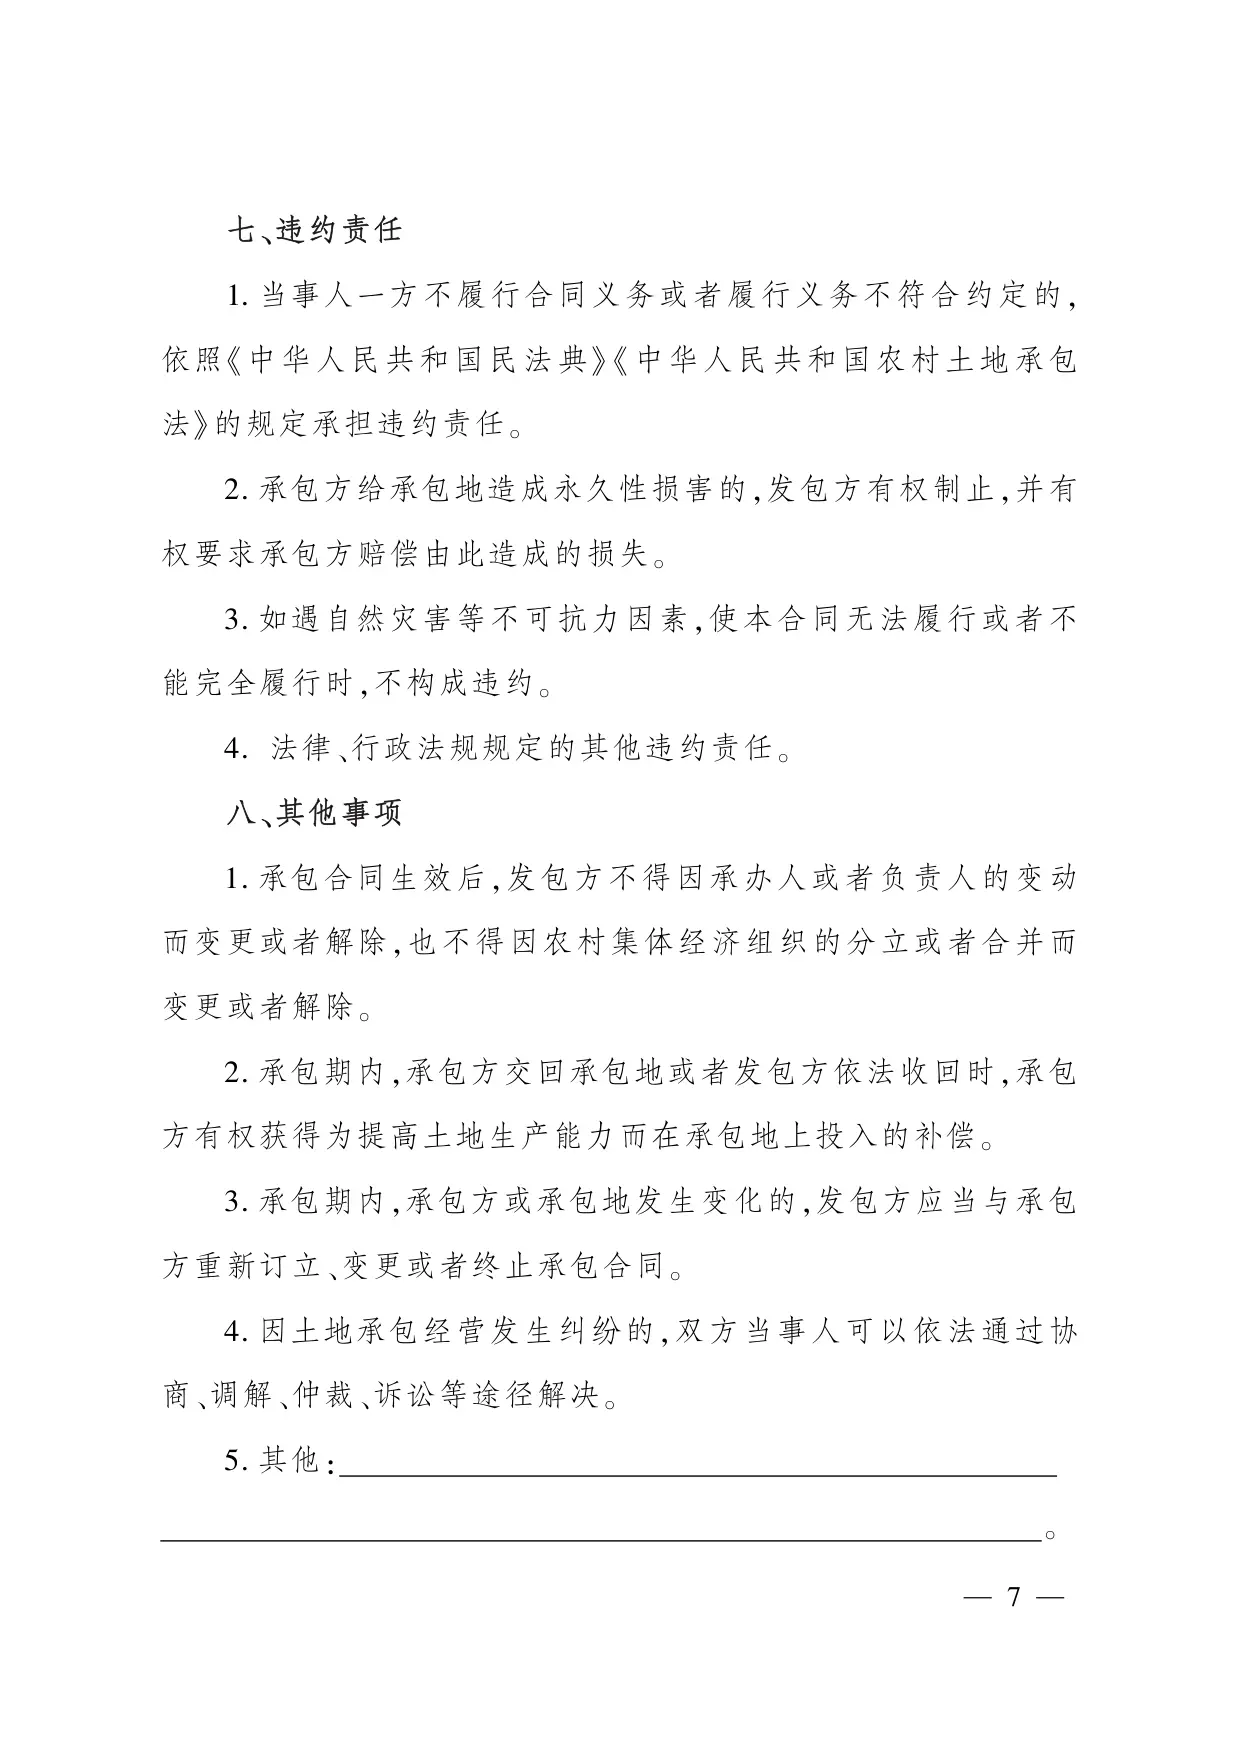 七、违约责任
1. 当事人一方不履行合同义务或者履行义务不符合约定的,
依照《中华人民共和国民法典》《中华人民共和国农村土地承包
法》的规定承担违约责任。
2. 承包方给承包地造成永久性损害的,发包方有权制止,并有
权要求承包方赔偿由此造成的损失。
3. 如遇自然灾害等不可抗力因素,使本合同无法履行或者不
能完全履行时,不构成违约。
4. 法律、行政法规规定的其他违约责任。
八、其他事项
1. 承包合同生效后,发包方不得因承办人或者负责人的变动
而变更或者解除,也不得因农村集体经济组织的分立或者合并而
变更或者解除。
2. 承包期内,承包方交回承包地或者发包方依法收回时,承包
方有权获得为提高土地生产能力而在承包地上投入的补偿。
3. 承包期内,承包方或承包地发生变化的,发包方应当与承包
方重新订立、变更或者终止承包合同。
4. 因土地承包经营发生纠纷的,双方当事人可以依法通过协
商、调解、仲裁、诉讼等途径解决。
5. 其他:
。
— 7 —